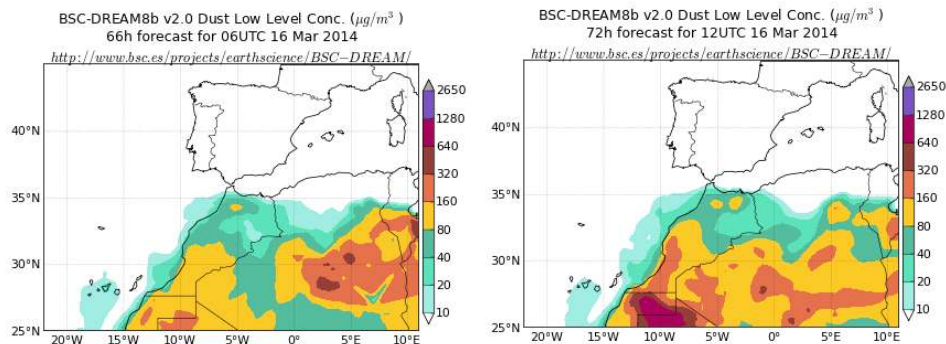 BSC-DREAM8b v2.0 Dust Low Level Conc. (μg/m³ )
66h forecast for 06UTC 16 Mar 2014
http://www.bsc.es/projects/earthscience/BSC−DREAM/
2650
1280
640
320
160
80
40
20
10
40°N
35°N
30°N
25°N
20°W
15°W
10°W
5°W
0°
5°E
10°E
BSC-DREAM8b v2.0 Dust Low Level Conc. (μg/m³ )
72h forecast for 12UTC 16 Mar 2014
http://www.bsc.es/projects/earthscience/BSC−DREAM/
2650
1280
640
320
160
80
40
20
10
40°N
35°N
30°N
25°N
20°W
15°W
10°W
5°W
0°
5°E
10°E